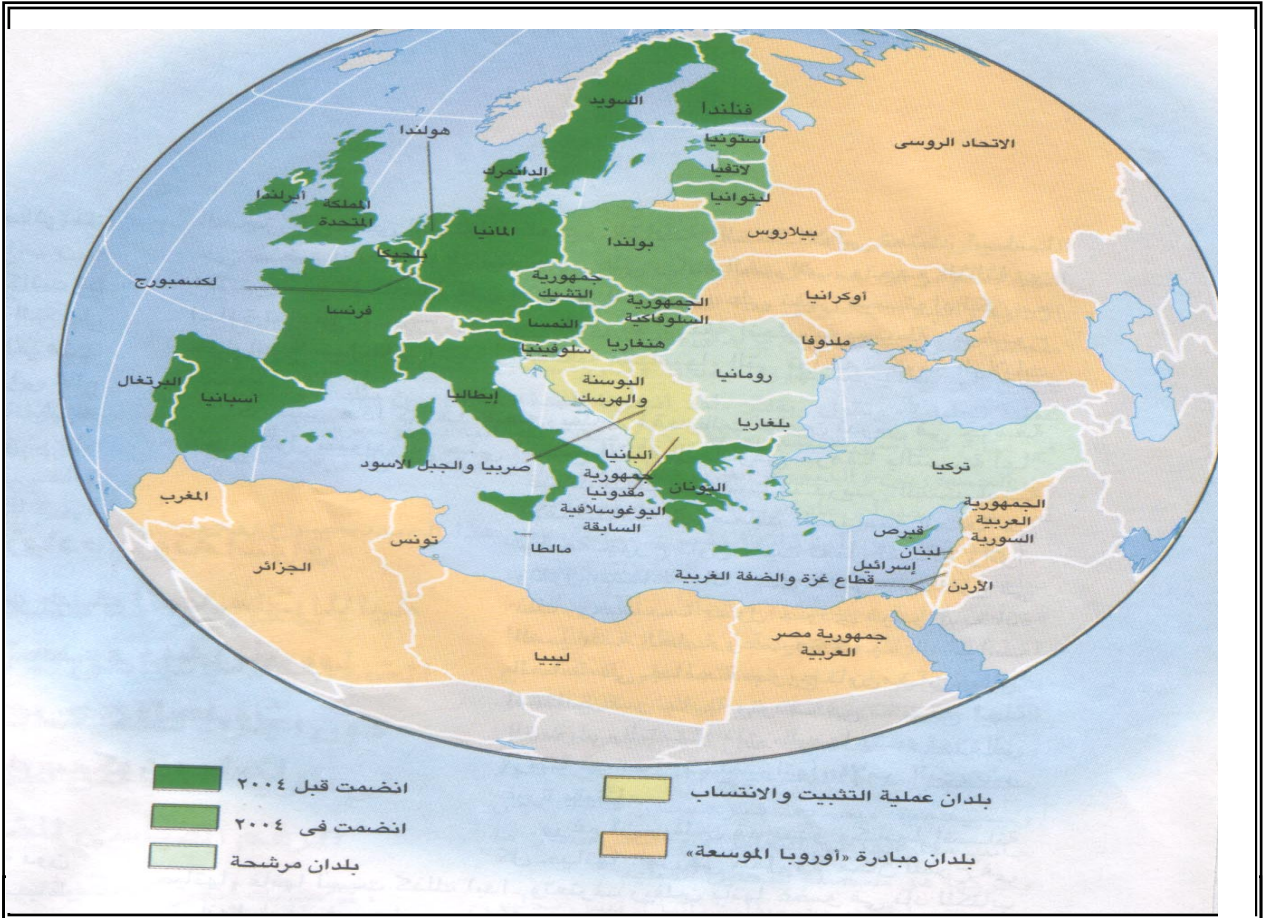 السويد
فنلندا
هولندا
استونيا
الاتحاد الروسى
لاتفيا
الدانمرك
أيرلندا
ليتوانيا
المملكة
المتحدة
المانيا
بيلاروس
بولندا
بلجيكا
لكسمبورج
جمهورية
التشيك
أوكرانيا
الجمهورية
السلوفاكية
فرنسا
النمسا
هنغاريا
ملدوفا
سلوفينيا
رومانيا
البرتغال
أسبانيا
إيطاليا
البوسنة
والهرسك
بلغاريا
صربيا والجبل الاسود
ألبانيا
تركيا
جمهورية
مقدونيا
اليوغوسلافية
السابقة
اليونان
المغرب
الجمهورية
العربية
السورية
قبرص
تونس
مالطا
لبنان
إسرائيل
الجزائر
قطاع غزة والضفة الغربية
الأردن
جمهورية مصر
العربية
ليبيا
انضمت قبل ٢٠٠٤
انضمت فى ٢٠٠٤
بلدان مرشحة
بلدان عملية التثبيت والانتساب
بلدان مبادرة «أوروبا الموسعة»